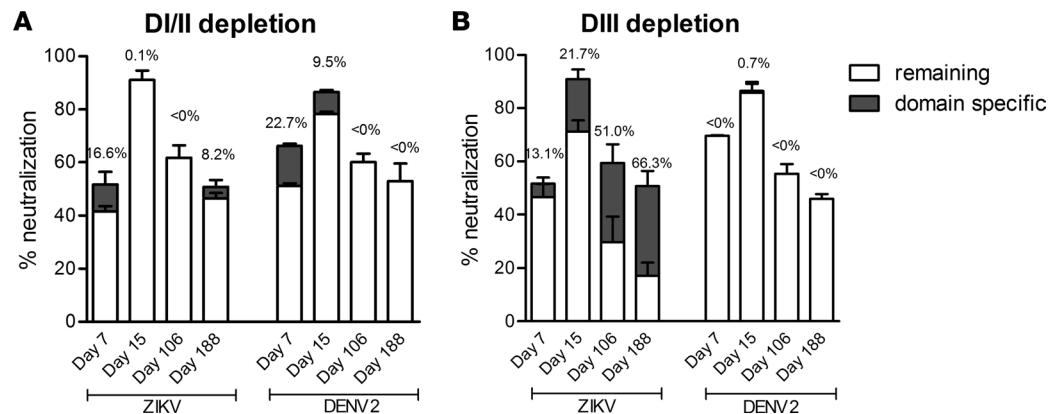 A
DI/II depletion
% neutralization
100
80
60
40
20
0
16.6%
0.1%
<0%
8.2%
22.7%
9.5%
<0%
<0%
Day 7
Day 15
Day 106
Day 188
Day 7
Day 15
Day 106
Day 188
ZIKV
DENV2
B
DIII depletion
% neutralization
100
80
60
40
20
0
13.1%
21.7%
51.0%
66.3%
<0%
0.7%
<0%
<0%
Day 7
Day 15
Day 106
Day 188
Day 7
Day 15
Day 106
Day 188
ZIKV
DENV2
remaining
domain specific